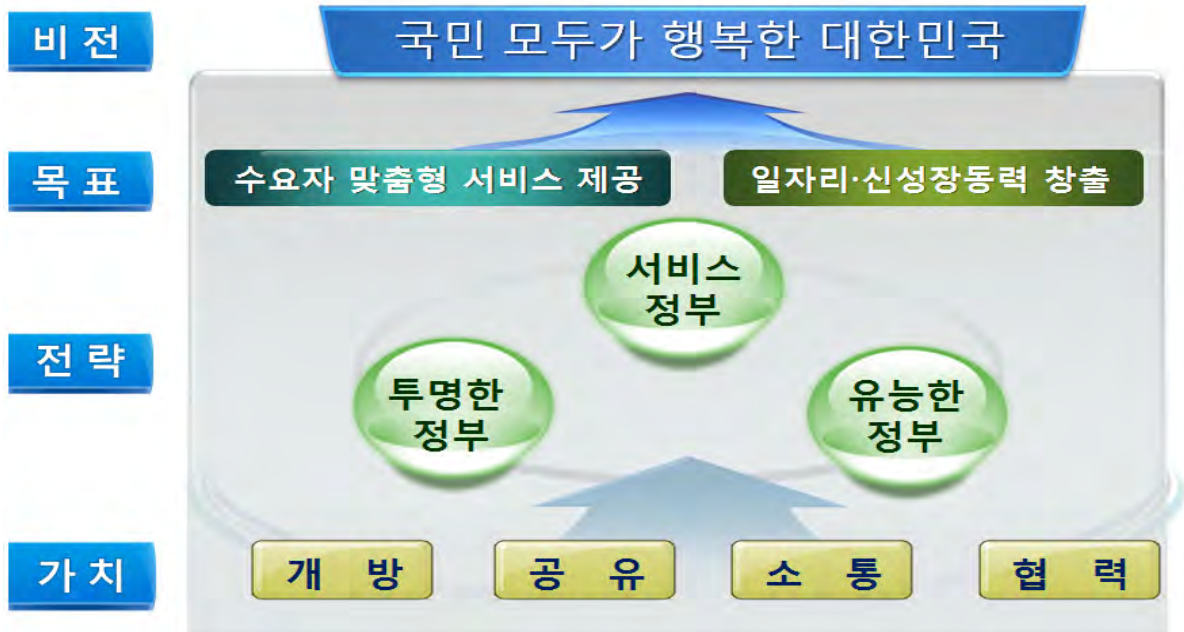 비 전
국민 모두가 행복한 대한민국
목 표
수요자 맞춤형 서비스 제공
일자리·신성장동력 창출
전 략
서비스
정부
투명한
정부
유능한
정부
가 치
개 방
공 유
소 통
협 력